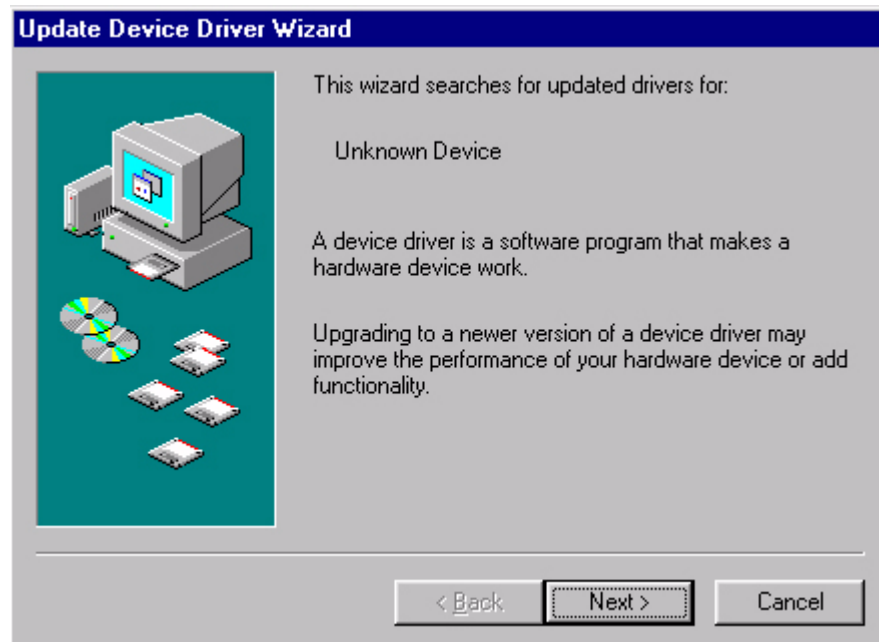 Update Device Driver Wizard
This wizard searches for updated drivers for:
Unknown Device
A device driver is a software program that makes a
hardware device work.
Upgrading to a newer version of a device driver may
improve the performance of your hardware device or add
functionality.
< Back
Next >
Cancel